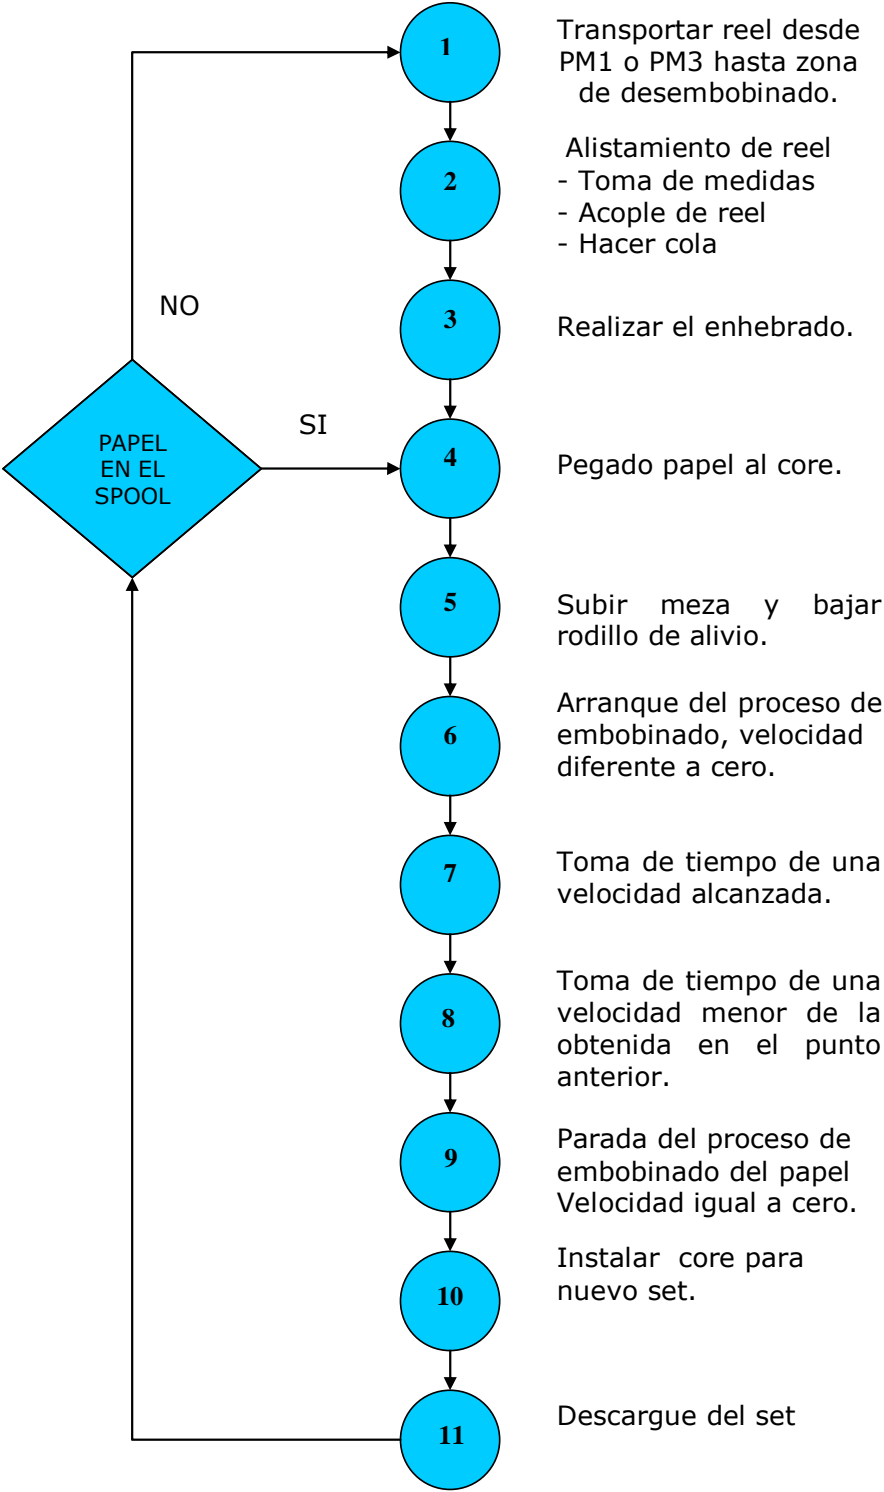 1
Transportar reel desde
PM1 o PM3 hasta zona
de desembobinado.
2
Alistamiento de reel
- Toma de medidas
- Acople de reel
- Hacer cola
NO
3
Realizar el enhebrado.
SI
PAPEL
EN EL
SPOOL
4
Pegado papel al core.
5
Subir meza y bajar
rodillo de alivio.
6
Arranque del proceso de
embobinado, velocidad
diferente a cero.
7
Toma de tiempo de una
velocidad alcanzada.
8
Toma de tiempo de una
velocidad menor de la
obtenida en el punto
anterior.
9
Parada del proceso de
embobinado del papel
Velocidad igual a cero.
10
Instalar core para
nuevo set.
11
Descargue del set